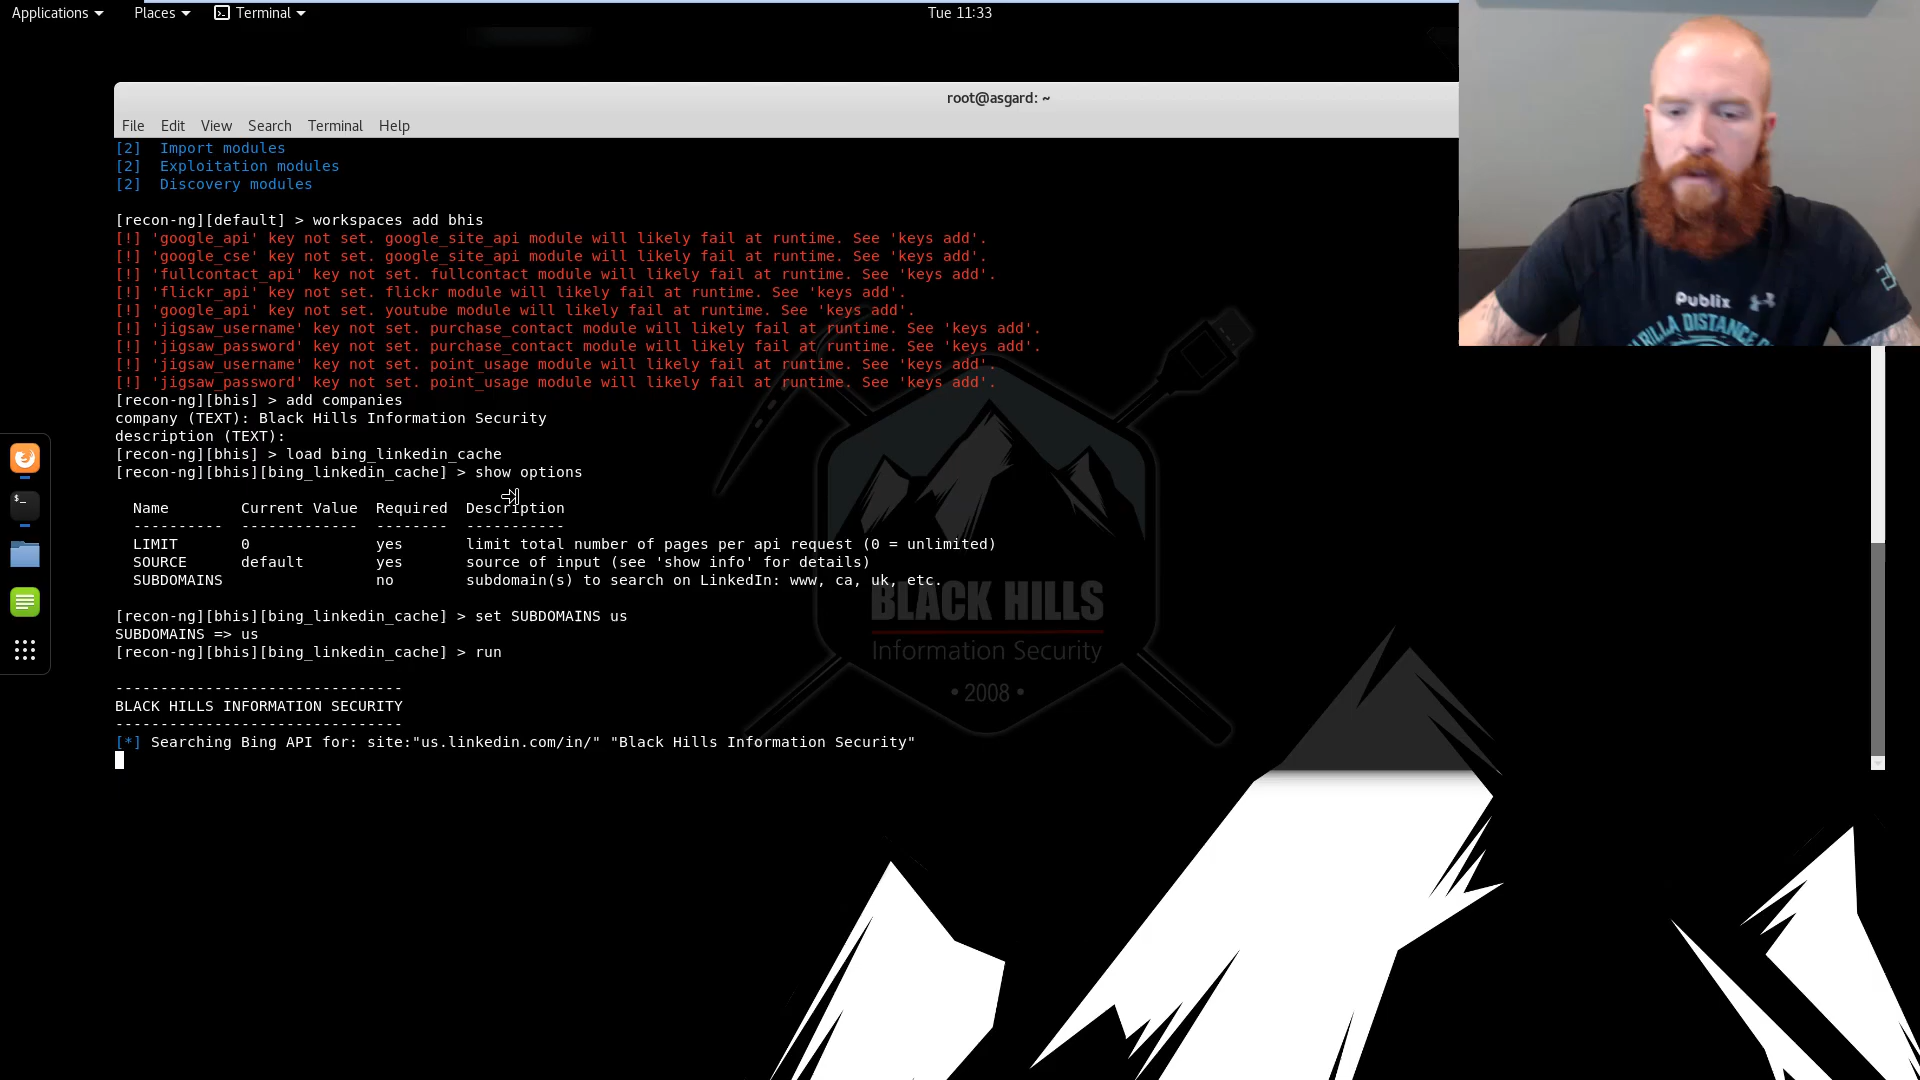 Applications Places Terminal Tue 11:33
root@asgard: ~
File Edit View Search Terminal Help
[2]  Import modules
[2]  Exploitation modules
[2]  Discovery modules
[recon-ng][default] > workspaces add bhis
[!] 'google_api' key not set. google_site_api module will likely fail at runtime. See 'keys add'.
[!] 'google_cse' key not set. google_site_api module will likely fail at runtime. See 'keys add'.
[!] 'fullcontact_api' key not set. fullcontact module will likely fail at runtime. See 'keys add'.
[!] 'flickr_api' key not set. flickr module will likely fail at runtime. See 'keys add'.
[!] 'google_api' key not set. youtube module will likely fail at runtime. See 'keys add'.
[!] 'jigsaw_username' key not set. purchase_contact module will likely fail at runtime. See 'keys add'.
[!] 'jigsaw_password' key not set. purchase_contact module will likely fail at runtime. See 'keys add'.
[!] 'jigsaw_username' key not set. point_usage module will likely fail at runtime. See 'keys add'.
[!] 'jigsaw_password' key not set. point_usage module will likely fail at runtime. See 'keys add'.
[recon-ng][bhis] > add companies
company (TEXT): Black Hills Information Security
description (TEXT):
[recon-ng][bhis] > load bing_linkedin_cache
[recon-ng][bhis][bing_linkedin_cache] > show options
Name        Current Value  Required  Description
----------  -------------  --------  -----------
LIMIT       0              yes       limit total number of pages per api request (0 = unlimited)
SOURCE      default        yes       source of input (see 'show info' for details)
SUBDOMAINS                 no        subdomain(s) to search on LinkedIn: www, ca, uk, etc.
[recon-ng][bhis][bing_linkedin_cache] > set SUBDOMAINS us
SUBDOMAINS => us
[recon-ng][bhis][bing_linkedin_cache] > run
--------------------------------
BLACK HILLS INFORMATION SECURITY
--------------------------------
[*] Searching Bing API for: site:"us.linkedin.com/in/" "Black Hills Information Security"
BLACK HILLS
Information Security
• 2008 •
Publix
DISTANCE